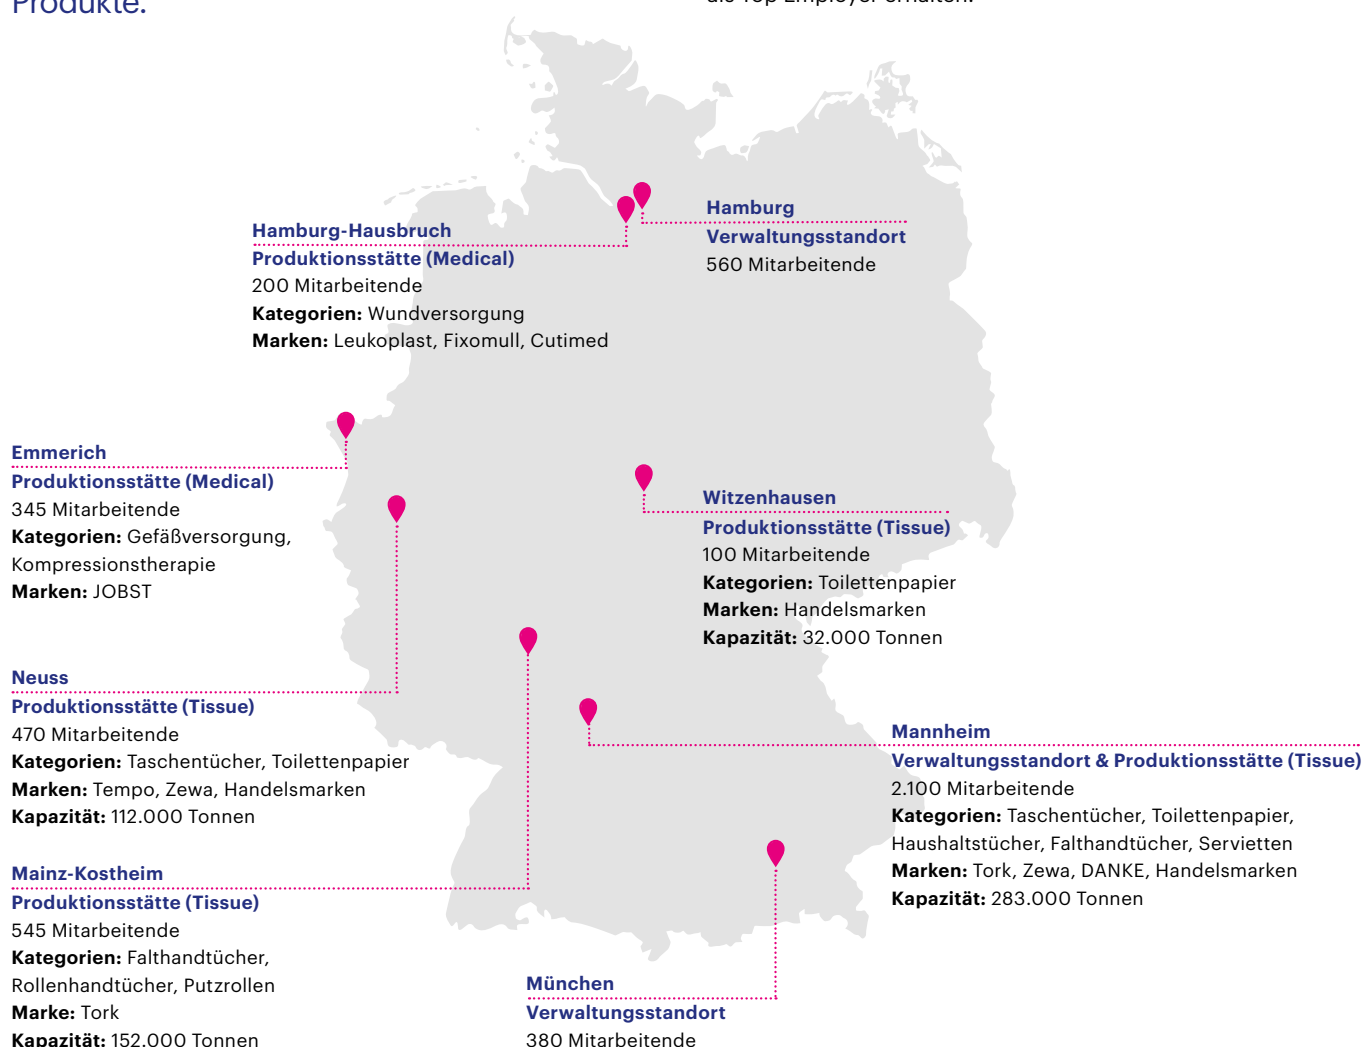 Produkte.
als Top Employer erhalten.
Hamburg-Hausbruch
Produktionsstätte (Medical)
200 Mitarbeitende
Kategorien: Wundversorgung
Marken: Leukoplast, Fixomull, Cutimed
Hamburg
Verwaltungsstandort
560 Mitarbeitende
Emmerich
Produktionsstätte (Medical)
345 Mitarbeitende
Kategorien: Gefäßversorgung,
Kompressionstherapie
Marken: JOBST
Witzenhausen
Produktionsstätte (Tissue)
100 Mitarbeitende
Kategorien: Toilettenpapier
Marken: Handelsmarken
Kapazität: 32.000 Tonnen
Neuss
Produktionsstätte (Tissue)
470 Mitarbeitende
Kategorien: Taschentücher, Toilettenpapier
Marken: Tempo, Zewa, Handelsmarken
Kapazität: 112.000 Tonnen
Mannheim
Verwaltungsstandort & Produktionsstätte (Tissue)
2.100 Mitarbeitende
Kategorien: Taschentücher, Toilettenpapier,
Haushaltstücher, Falthandtücher, Servietten
Marken: Tork, Zewa, DANKE, Handelsmarken
Kapazität: 283.000 Tonnen
Mainz-Kostheim
Produktionsstätte (Tissue)
545 Mitarbeitende
Kategorien: Falthandtücher,
Rollenhandtücher, Putzrollen
Marke: Tork
Kapazität: 152.000 Tonnen
München
Verwaltungsstandort
380 Mitarbeitende